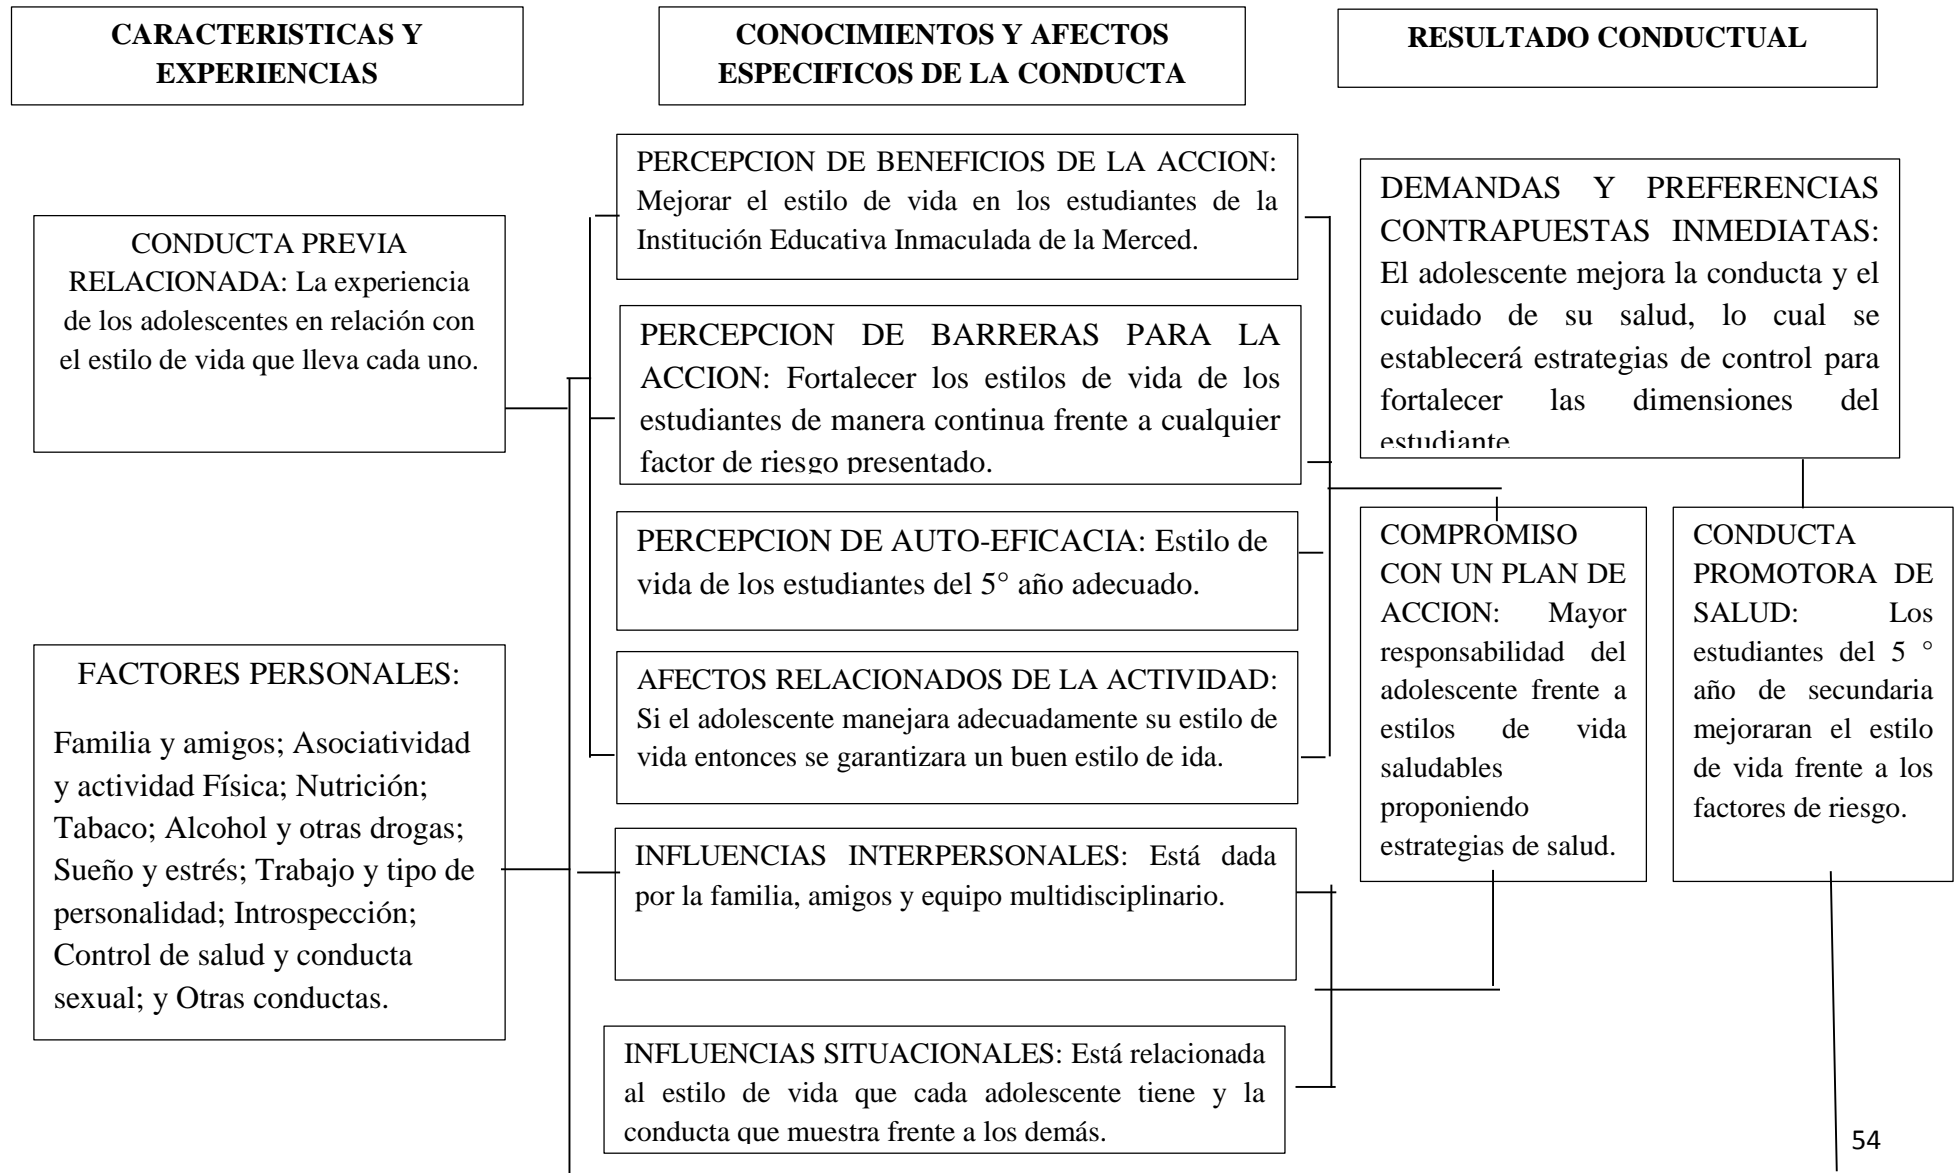 CARACTERISTICAS Y
EXPERIENCIAS
CONOCIMIENTOS Y AFECTOS
ESPECIFICOS DE LA CONDUCTA
RESULTADO CONDUCTUAL
CONDUCTA PREVIA
RELACIONADA: La experiencia
de los adolescentes en relación con
el estilo de vida que lleva cada uno.
FACTORES PERSONALES:
Familia y amigos; Asociatividad
y actividad Física; Nutrición;
Tabaco; Alcohol y otras drogas;
Sueño y estrés; Trabajo y tipo de
personalidad; Introspección;
Control de salud y conducta
sexual; y Otras conductas.
PERCEPCION DE BENEFICIOS DE LA ACCION:
Mejorar el estilo de vida en los estudiantes de la
Institución Educativa Inmaculada de la Merced.
PERCEPCION DE BARRERAS PARA LA
ACCION: Fortalecer los estilos de vida de los
estudiantes de manera continua frente a cualquier
factor de riesgo presentado.
PERCEPCION DE AUTO-EFICACIA: Estilo de
vida de los estudiantes del 5° año adecuado.
AFECTOS RELACIONADOS DE LA ACTIVIDAD:
Si el adolescente manejara adecuadamente su estilo de
vida entonces se garantizara un buen estilo de ida.
INFLUENCIAS INTERPERSONALES: Está dada
por la familia, amigos y equipo multidisciplinario.
INFLUENCIAS SITUACIONALES: Está relacionada
al estilo de vida que cada adolescente tiene y la
conducta que muestra frente a los demás.
DEMANDAS Y PREFERENCIAS
CONTRAPUESTAS INMEDIATAS:
El adolescente mejora la conducta y el
cuidado de su salud, lo cual se
establecerá estrategias de control para
fortalecer las dimensiones del
estudiante
COMPROMISO
CON UN PLAN DE
ACCION: Mayor
responsabilidad del
adolescente frente a
estilos de vida
saludables
proponiendo
estrategias de salud.
CONDUCTA
PROMOTORA DE
SALUD: Los
estudiantes del 5 °
año de secundaria
mejoraran el estilo
de vida frente a los
factores de riesgo.
54